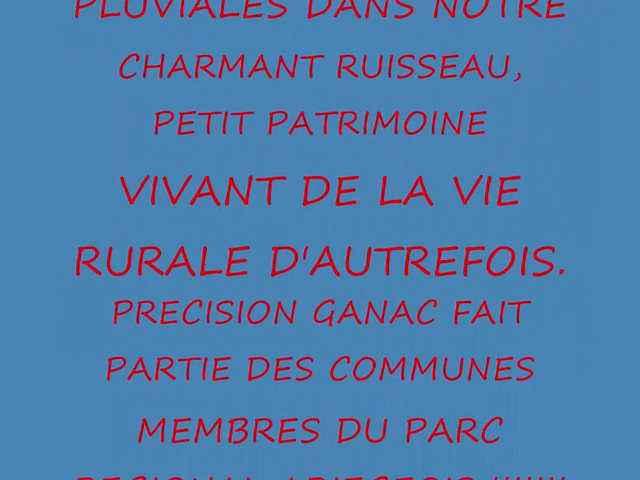 PLUVIALES DANS NOTRE
CHARMANT RUISSEAU,
PETIT PATRIMOINE
VIVANT DE LA VIE
RURALE D'AUTREFOIS.
PRECISION GANAC FAIT
PARTIE DES COMMUNES
MEMBRES DU PARC